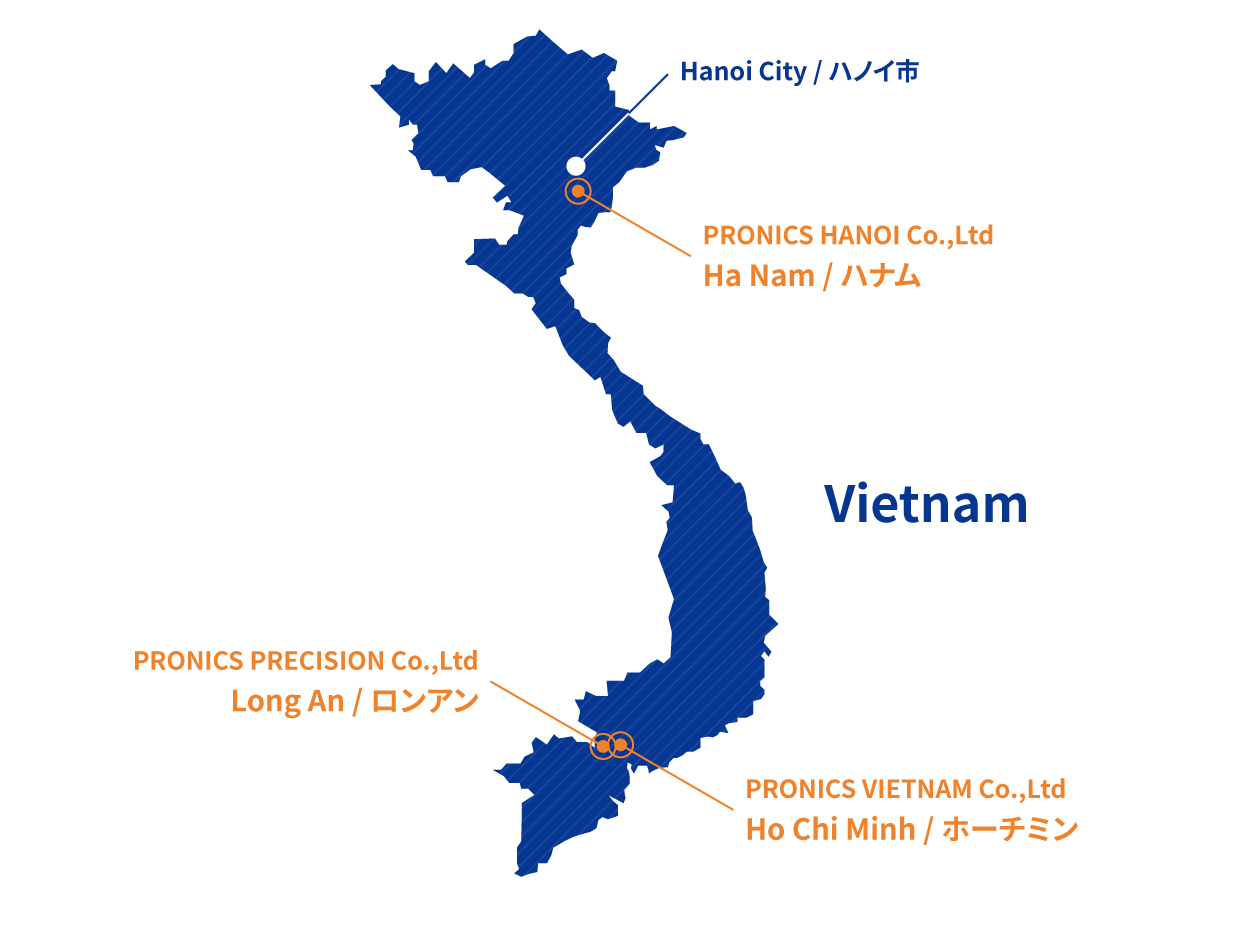 Hanoi City / ハノイ市
PRONICS HANOI Co.,Ltd
Ha Nam / ハナム
Vietnam
PRONICS PRECISION Co.,Ltd
Long An / ロンアン
PRONICS VIETNAM Co.,Ltd
Ho Chi Minh / ホーチミン